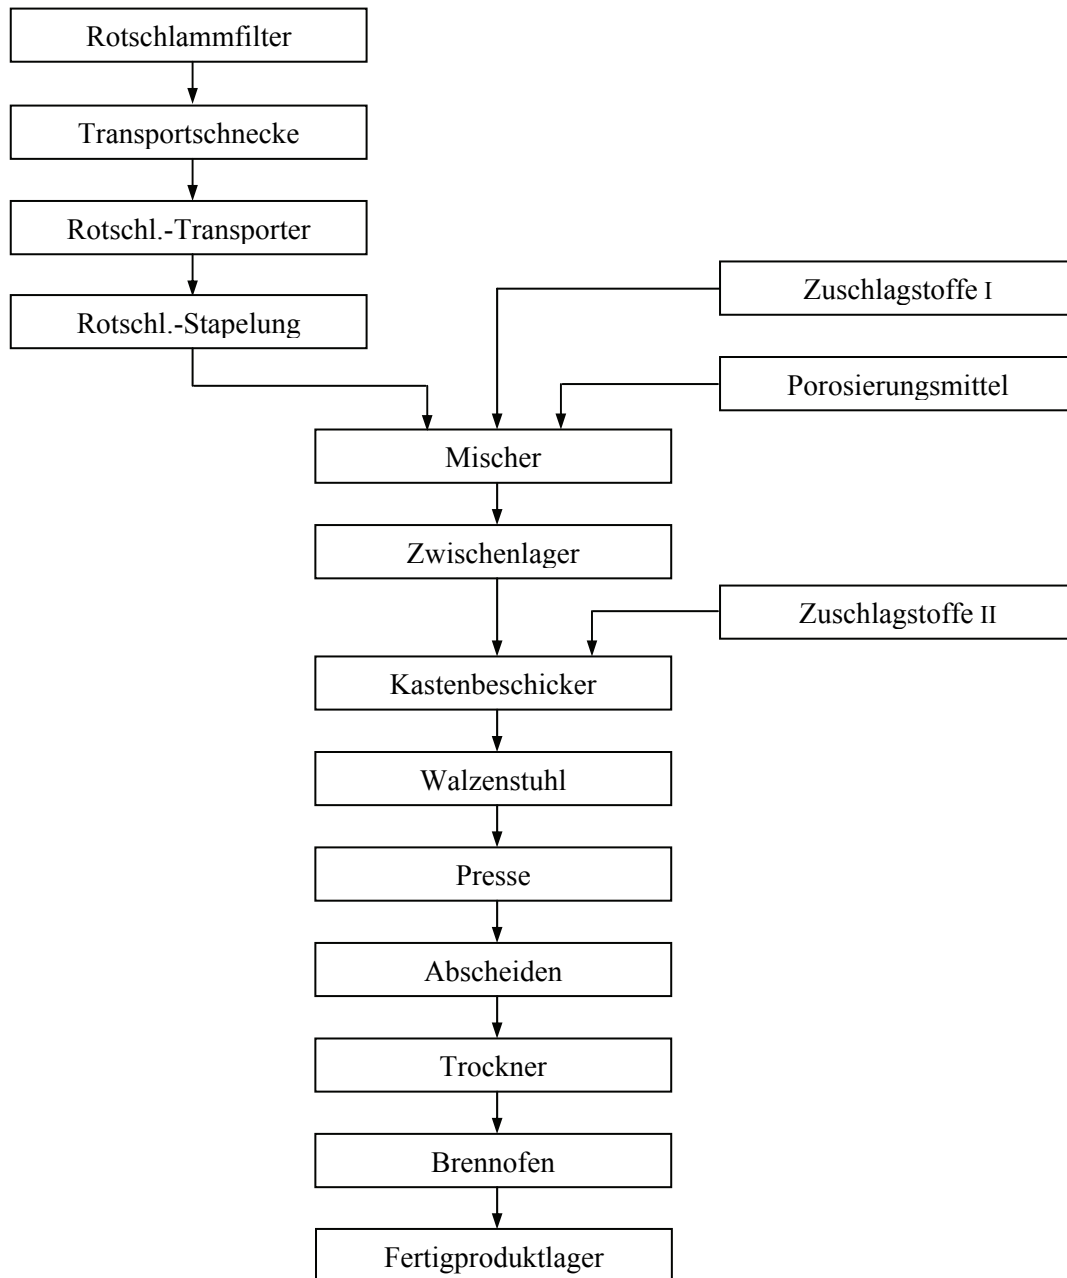 Rotschlammfilter
Transportschnecke
Rotschl.-Transporter
Zuschlagstoffe I
Rotschl.-Stapelung
Porosierungsmittel
Mischer
Zwischenlager
Zuschlagstoffe II
Kastenbeschicker
Walzenstuhl
Presse
Abscheiden
Trockner
Brennofen
Fertigproduktlager